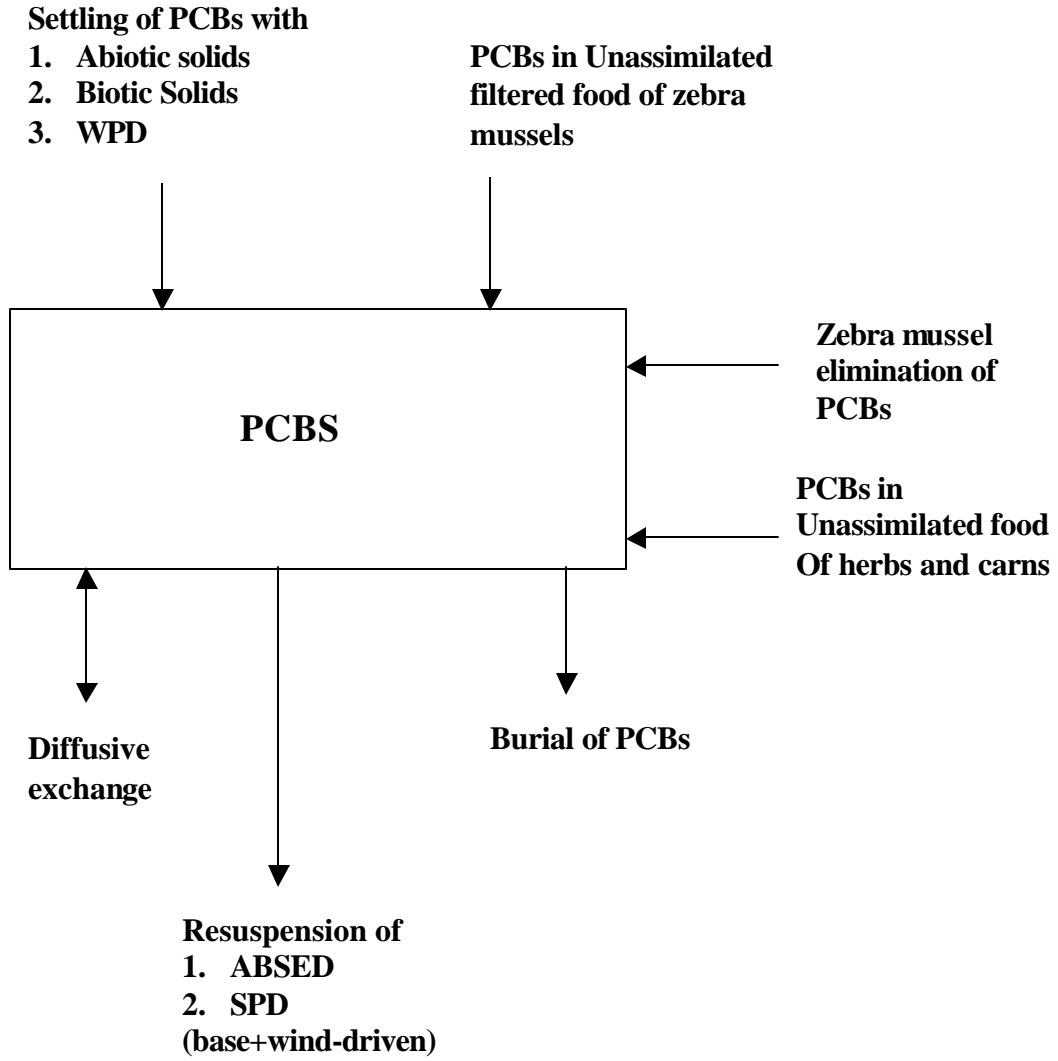 Settling of PCBs with
1. Abiotic solids
2. Biotic Solids
3. WPD
PCBs in Unassimilated
filtered food of zebra
mussels
PCBS
Zebra mussel
elimination of
PCBs
PCBs in
Unassimilated food
Of herbs and carns
Diffusive
exchange
Burial of PCBs
Resuspension of
1. ABSED
2. SPD
(base+wind-driven)